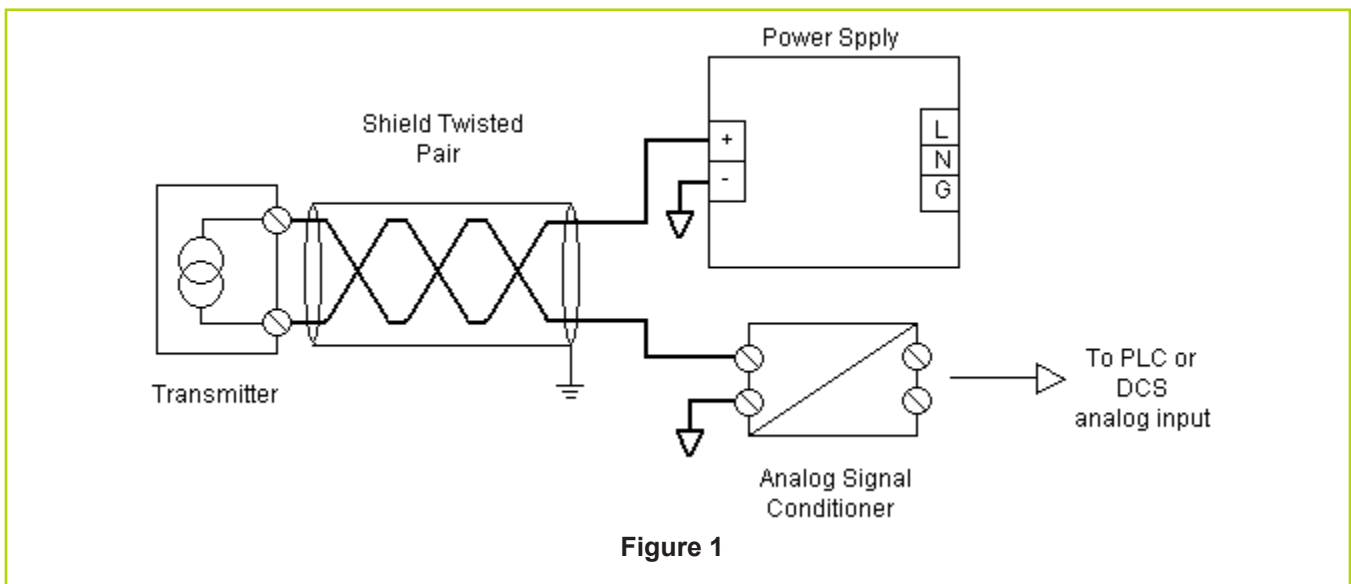 Power Spply
Shield Twisted
Pair
+
-
L
N
G
Transmitter
To PLC or
DCS
analog input
Analog Signal
Conditioner
Figure 1